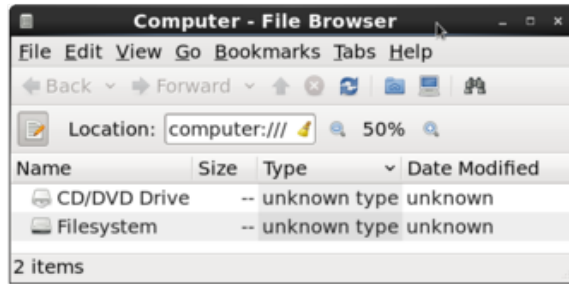 Computer - File Browser
File Edit View Go Bookmarks Tabs Help
Back Forward
Location: computer:/// 50%
Name Size Type Date Modified
CD/DVD Drive -- unknown type unknown
Filesystem -- unknown type unknown
2 items